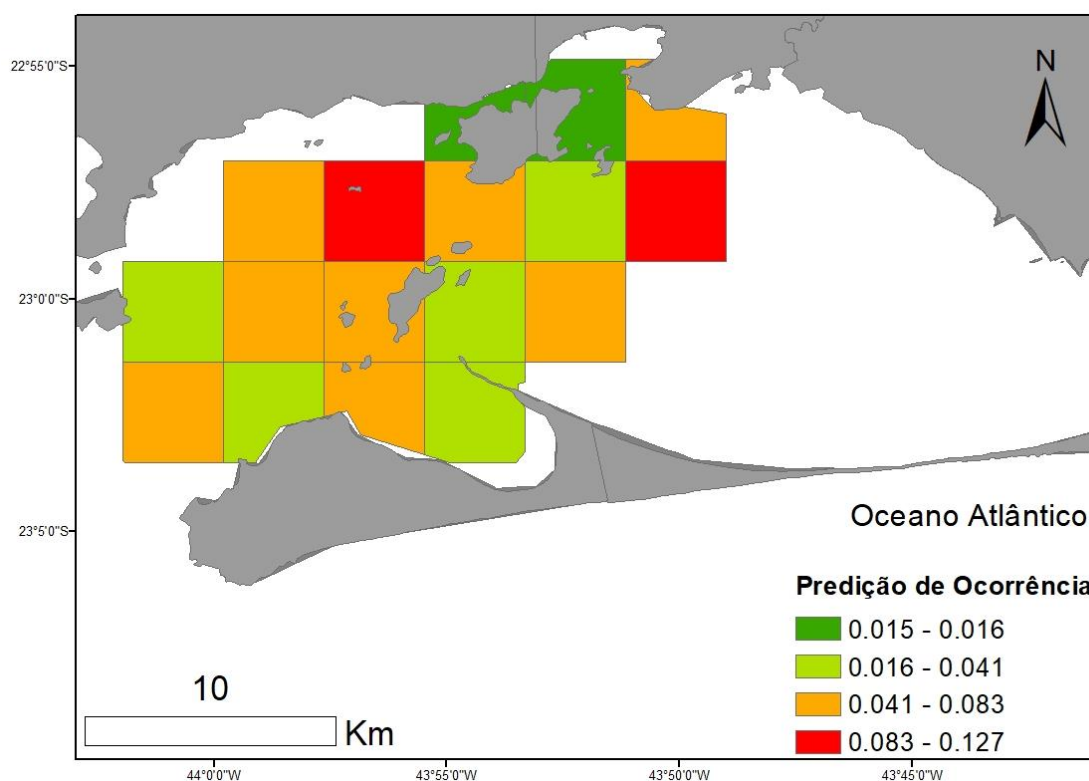 22°55'0"S
N
23°0'0"S
23°5'0"S
Oceano Atlântico
Predição de Ocorrência
0.015 - 0.016
0.016 - 0.041
0.041 - 0.083
0.083 - 0.127
10
Km
44°0'0"W
43°55'0"W
43°50'0"W
43°45'0"W